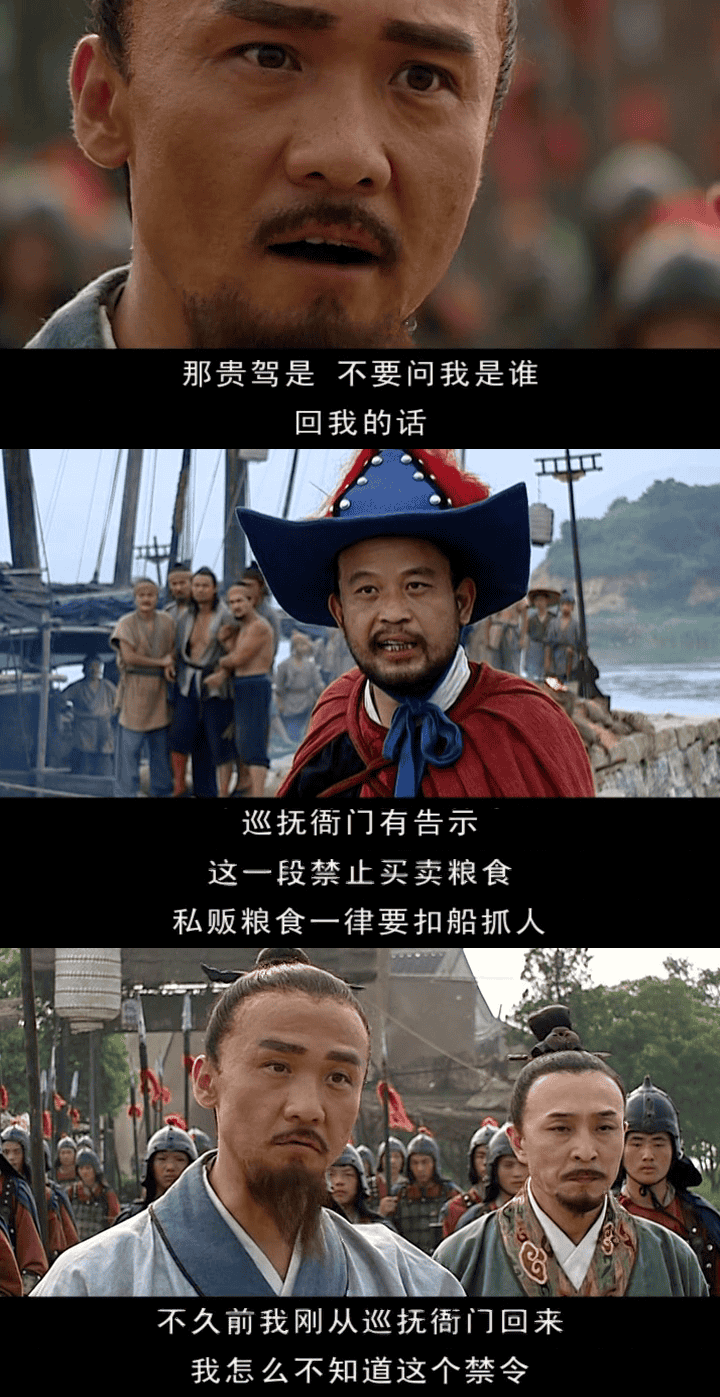 那贵驾是 不要问我是谁
回我的话
巡抚衙门有告示
这一段禁止买卖粮食
私贩粮食一律要扣船抓人
不久前我刚从巡抚衙门回来
我怎么不知道这个禁令